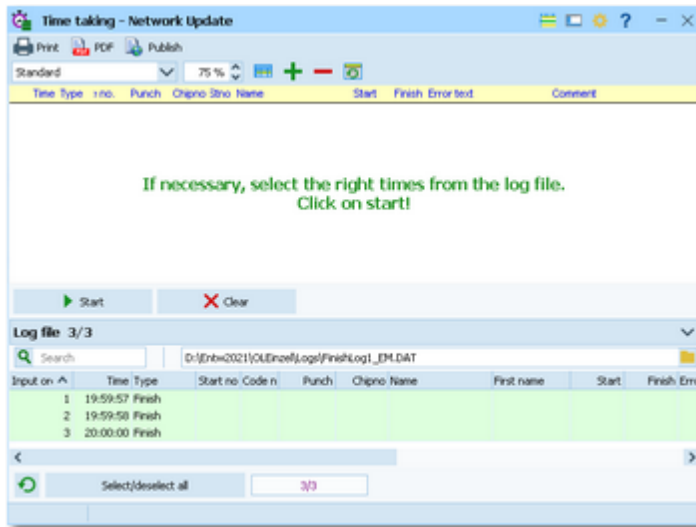 Time taking - Network Update
Print PDF Publish
Standard 75 %
Time Type no. Punch Chipno Stno Name Start Finish Error text Comment
If necessary, select the right times from the log file.
Click on start!
Start Clear
Log file 3/3
Search D:\Entw2021\OLEinzel\Logs\FinishLog1_EM.DAT
Input on Time Type Start no Code n Punch Chipno Name First name Start Finish Erro
1 19:59:57 Finish
2 19:59:58 Finish
3 20:00:00 Finish
Select/deselect all 3/3